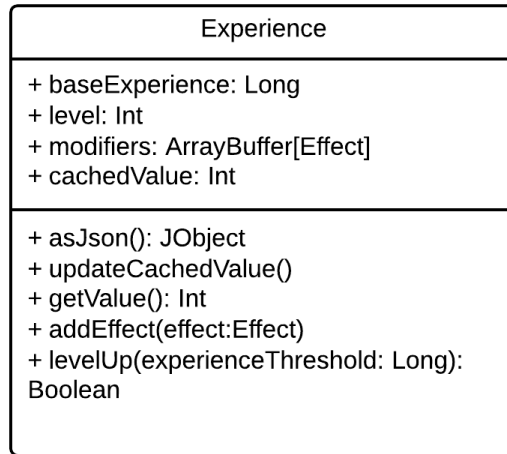 Experience
+ baseExperience: Long
+ level: Int
+ modifiers: ArrayBuffer[Effect]
+ cachedValue: Int
+ asJson(): JObject
+ updateCachedValue()
+ getValue(): Int
+ addEffect(effect:Effect)
+ levelUp(experienceThreshold: Long):
Boolean